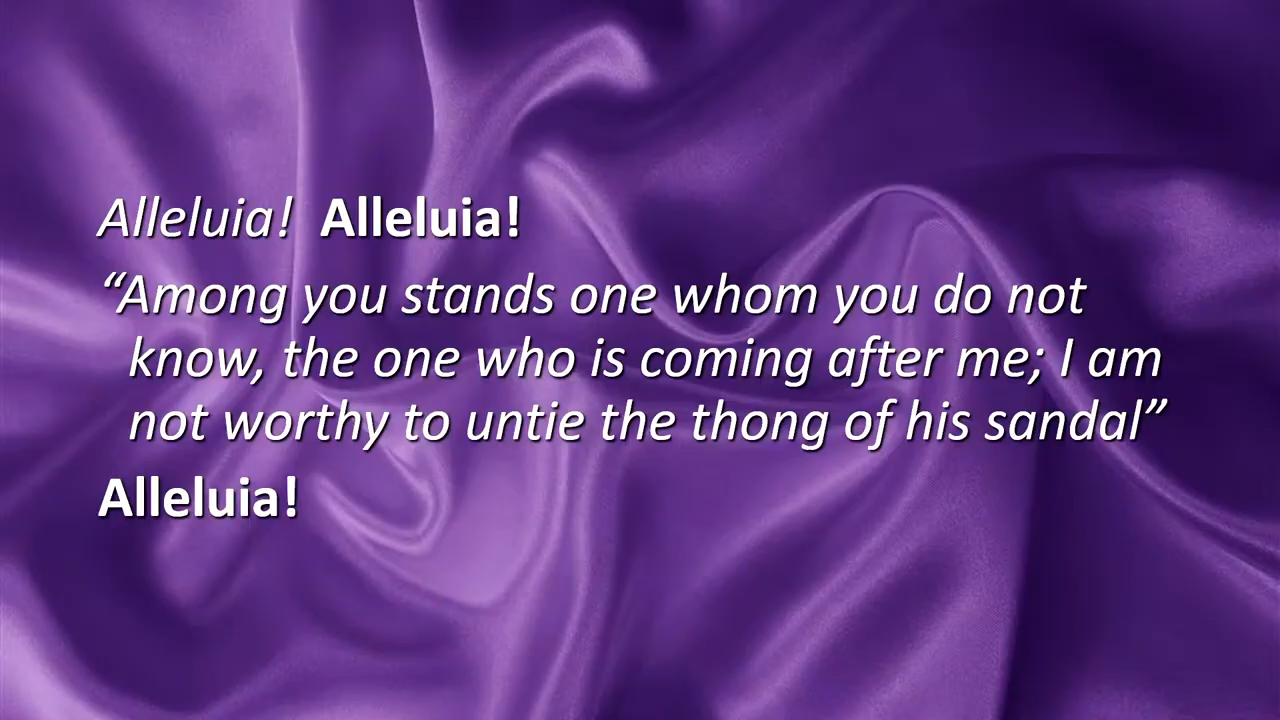 Alleluia! Alleluia!
“Among you stands one whom you do not
know, the one who is coming after me; I am
not worthy to untie the thong of his sandal”
Alleluia!